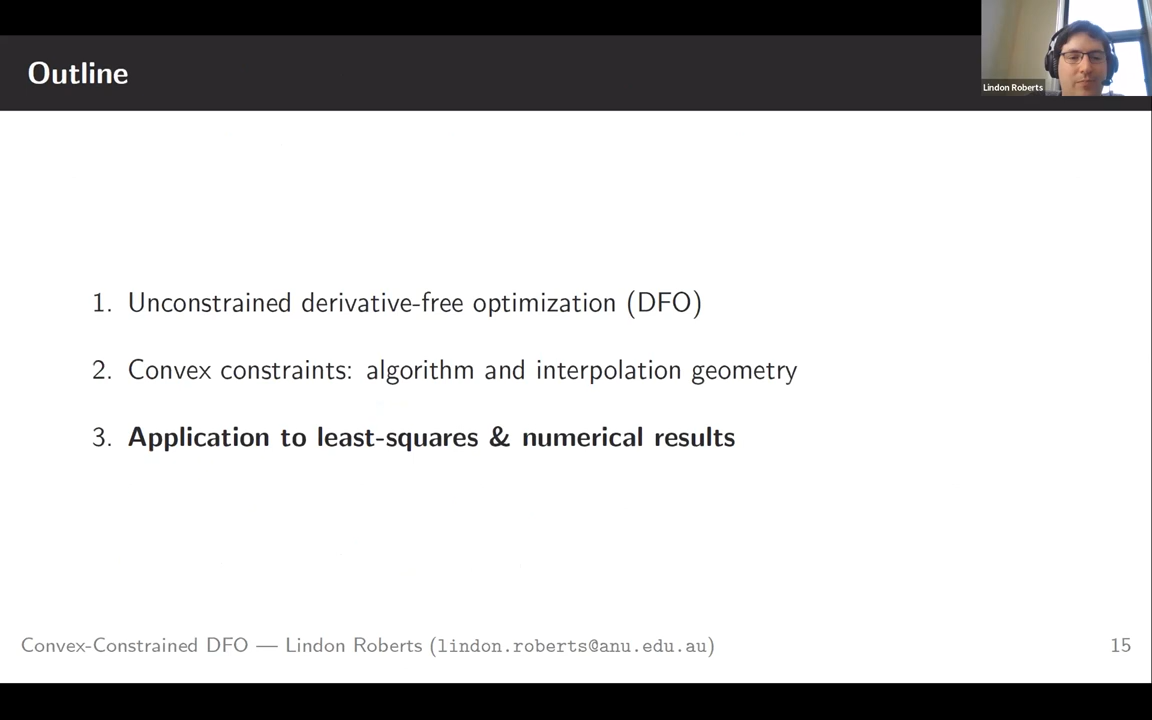 Outline
Lindon Roberts
1. Unconstrained derivative-free optimization (DFO)
2. Convex constraints: algorithm and interpolation geometry
3. Application to least-squares & numerical results
Convex-Constrained DFO — Lindon Roberts (lindon.roberts@anu.edu.au)
15